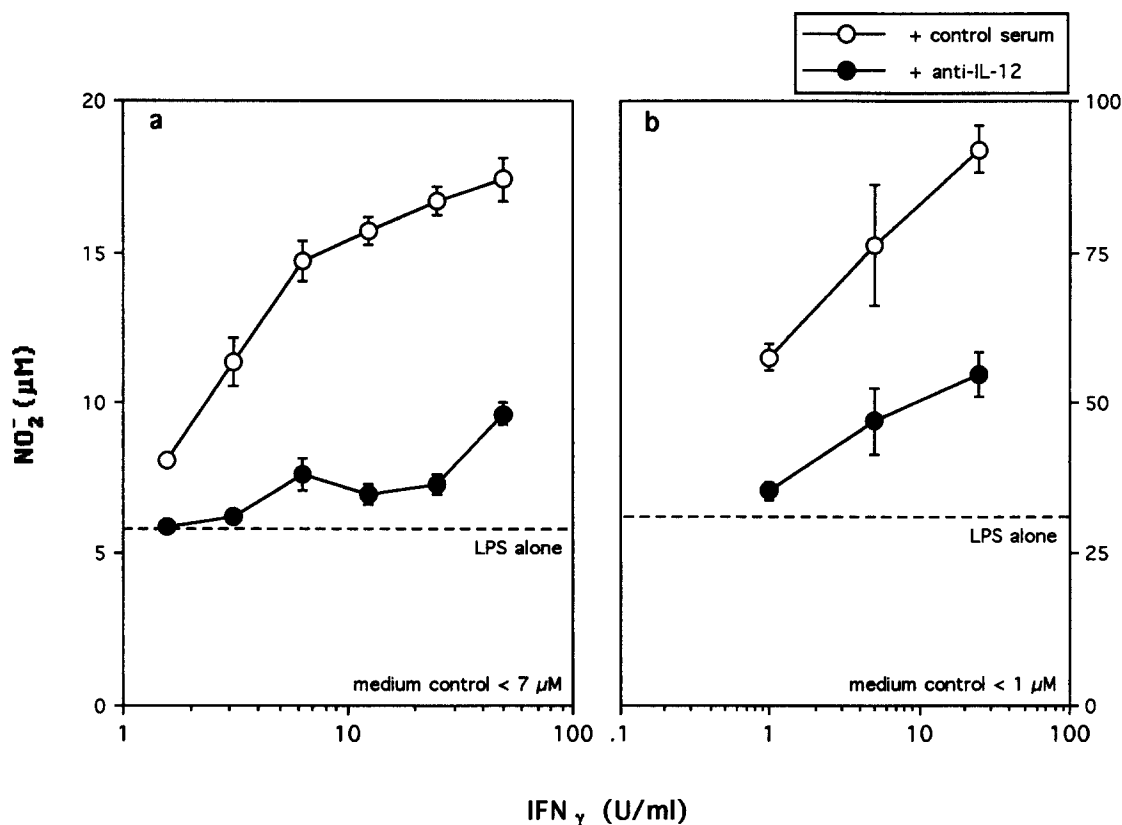 + control serum
+ anti-IL-12
a
b
20
15
10
5
0
100
75
50
25
0
NO₂⁻ (µM)
LPS alone
LPS alone
medium control < 7 µM
medium control < 1 µM
1
10
100
.1
1
10
100
IFN γ (U/ml)